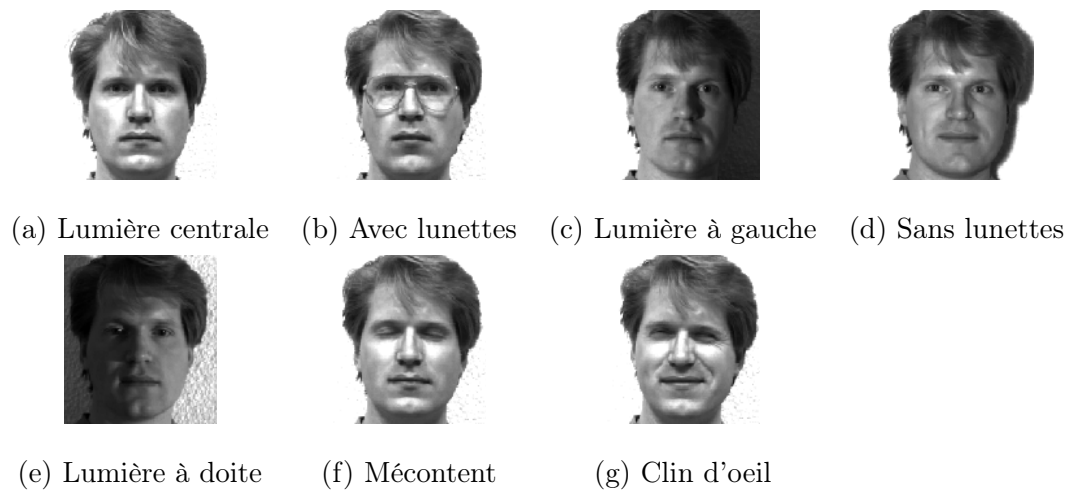 (a) Lumière centrale (b) Avec lunettes (c) Lumière à gauche (d) Sans lunettes
(e) Lumière à doite (f) Mécontent (g) Clin d'oeil